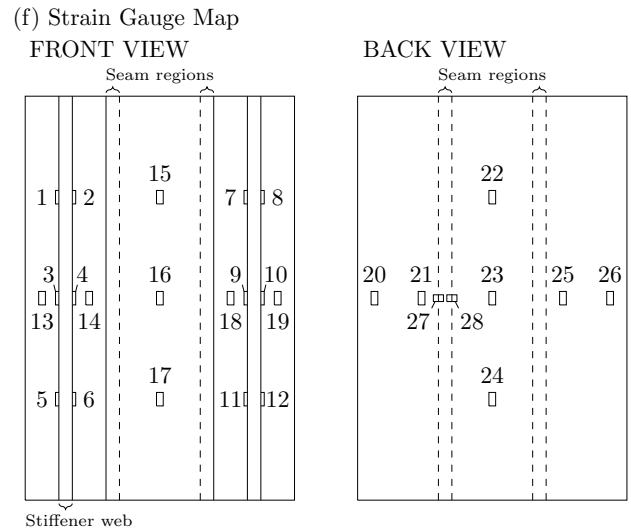 (f) Strain Gauge Map
FRONT VIEW BACK VIEW
Seam regions Seam regions
15 22
1 2 7 8
3 4 16 9 10 20 21 23 25 26
13 14 18 19 27 28
17 24
5 6 11 12
Stiffener web